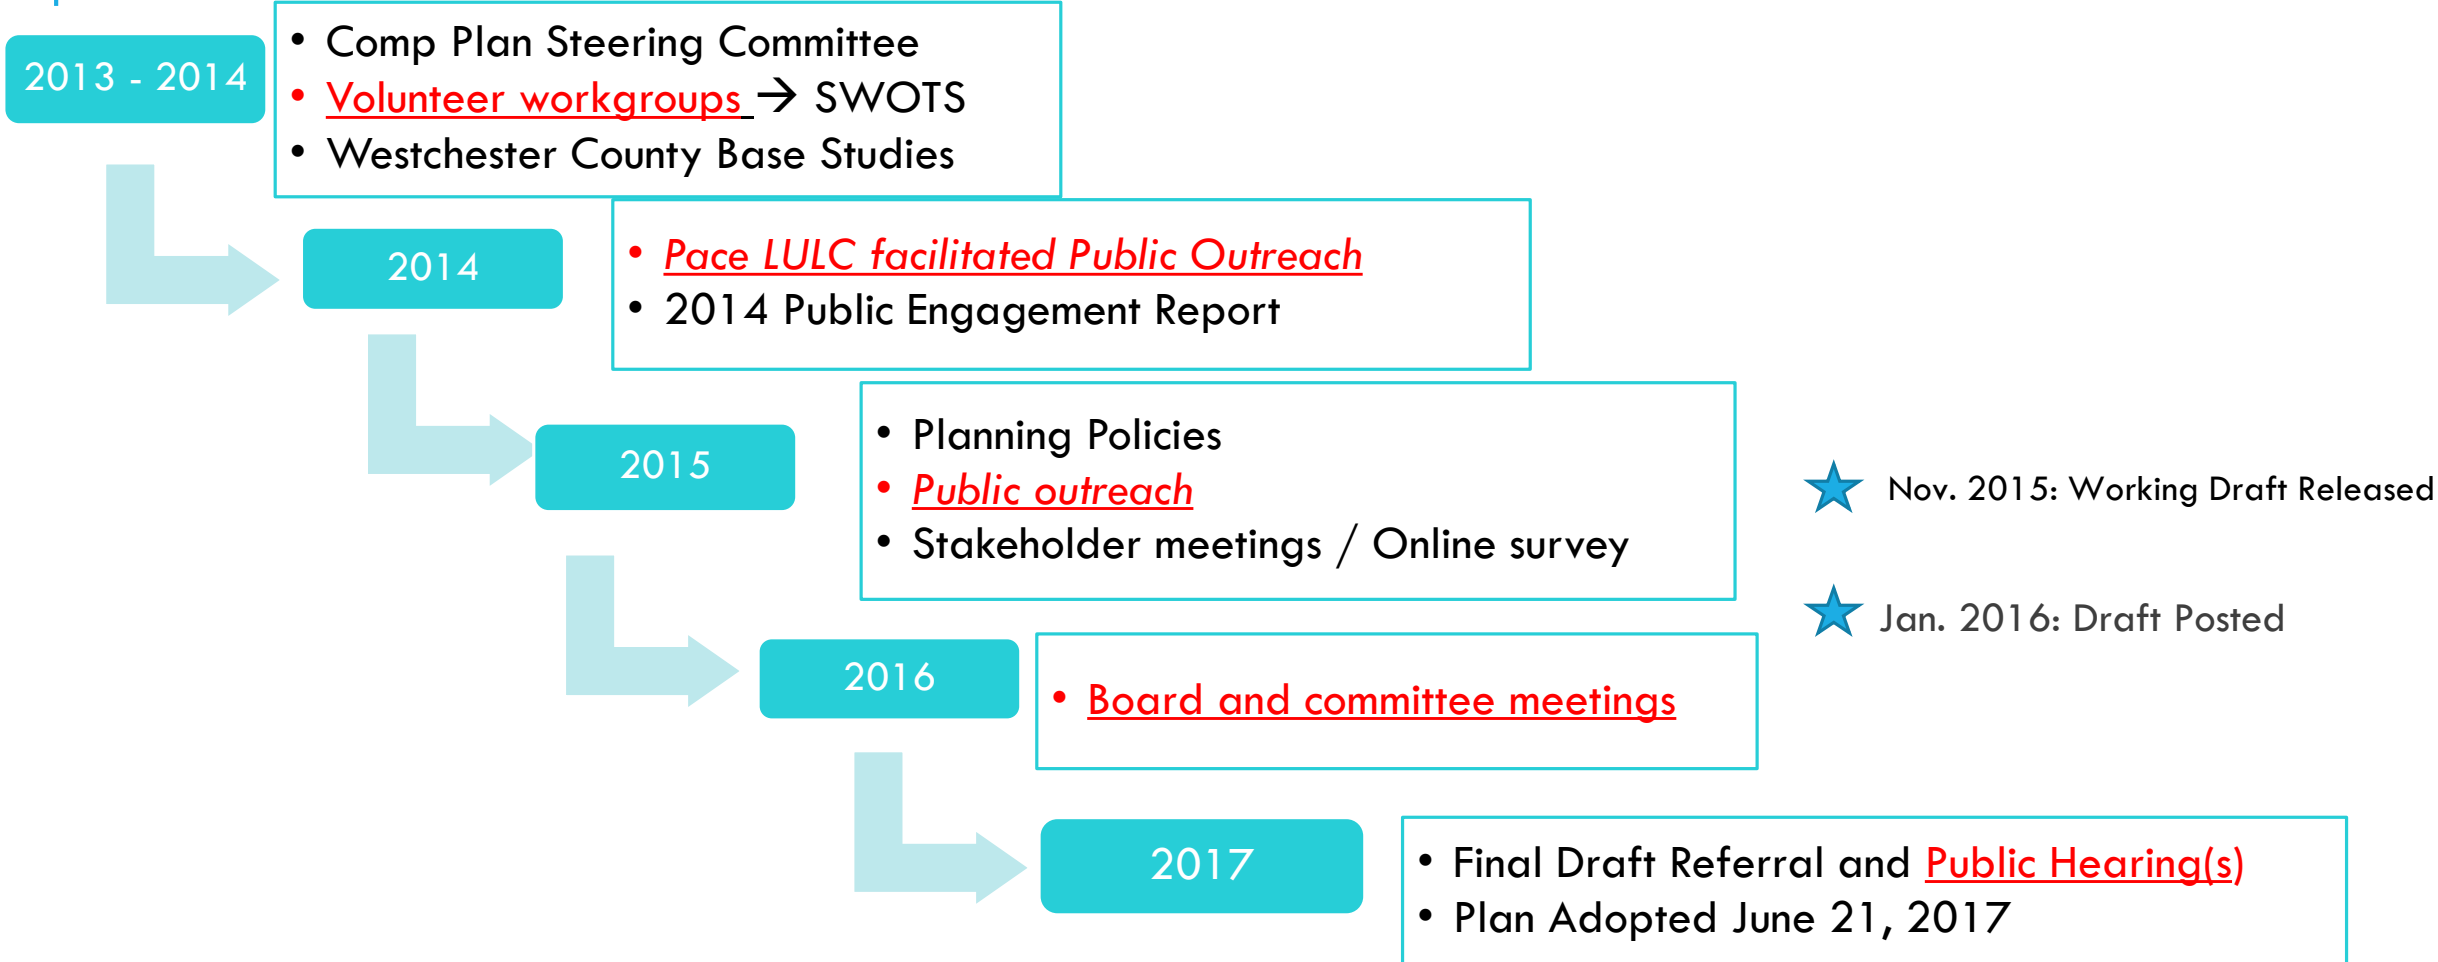 2013 - 2014
• Comp Plan Steering Committee
• Volunteer workgroups → SWOTS
• Westchester County Base Studies
2014
• Pace LULC facilitated Public Outreach
• 2014 Public Engagement Report
2015
• Planning Policies
• Public outreach
• Stakeholder meetings / Online survey
Nov. 2015: Working Draft Released
Jan. 2016: Draft Posted
2016
• Board and committee meetings
2017
• Final Draft Referral and Public Hearing(s)
• Plan Adopted June 21, 2017